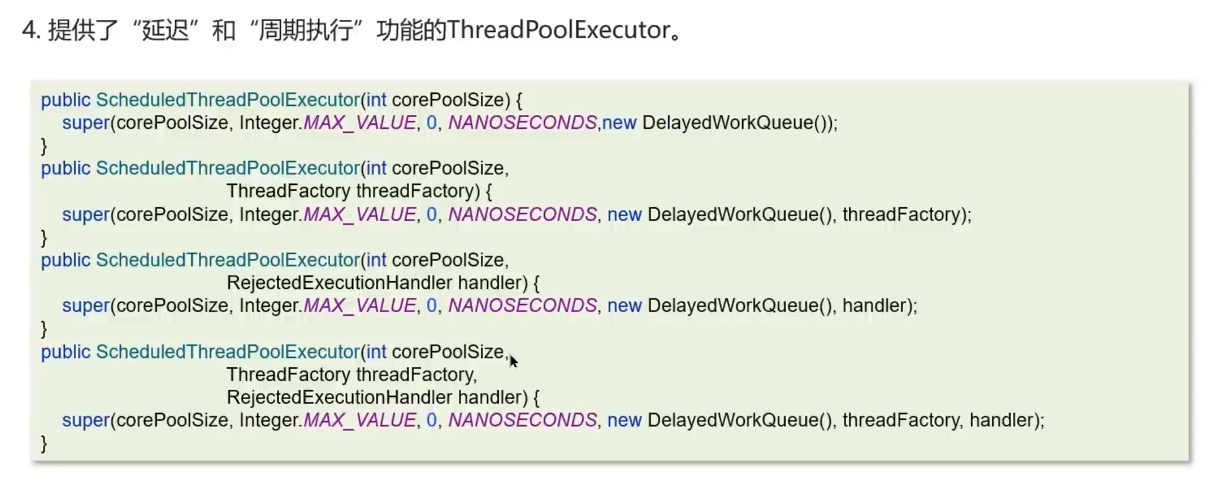 4. 提供了“延迟”和“周期执行”功能的ThreadPoolExecutor。
public ScheduledThreadPoolExecutor(int corePoolSize) {
super(corePoolSize, Integer.MAX_VALUE, 0, NANOSECONDS,new DelayedWorkQueue());
}
public ScheduledThreadPoolExecutor(int corePoolSize,
ThreadFactory threadFactory) {
super(corePoolSize, Integer.MAX_VALUE, 0, NANOSECONDS, new DelayedWorkQueue(), threadFactory);
}
public ScheduledThreadPoolExecutor(int corePoolSize,
RejectedExecutionHandler handler) {
super(corePoolSize, Integer.MAX_VALUE, 0, NANOSECONDS, new DelayedWorkQueue(), handler);
}
public ScheduledThreadPoolExecutor(int corePoolSize,
ThreadFactory threadFactory,
RejectedExecutionHandler handler) {
super(corePoolSize, Integer.MAX_VALUE, 0, NANOSECONDS, new DelayedWorkQueue(), threadFactory, handler);
}